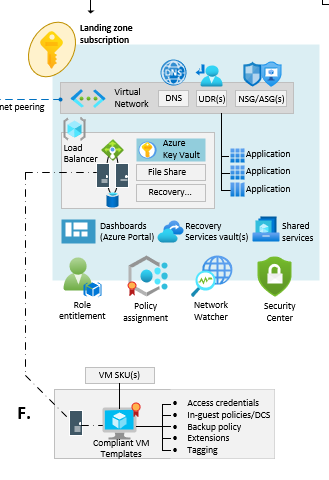 Landing zone
subscription
DNS
net peering
Virtual
Network
DNS
UDR(s)
NSG/ASG(s)
Load
Balancer
Azure
Key Vault
File Share
Recovery...
Application
Application
Application
Dashboards
(Azure Portal)
Recovery
Services vault(s)
Shared
services
Role
entitlement
Policy
assignment
Network
Watcher
Security
Center
VM SKU(s)
F.
Compliant VM
Templates
• Access credentials
• In-guest policies/DCS
• Backup policy
• Extensions
• Tagging